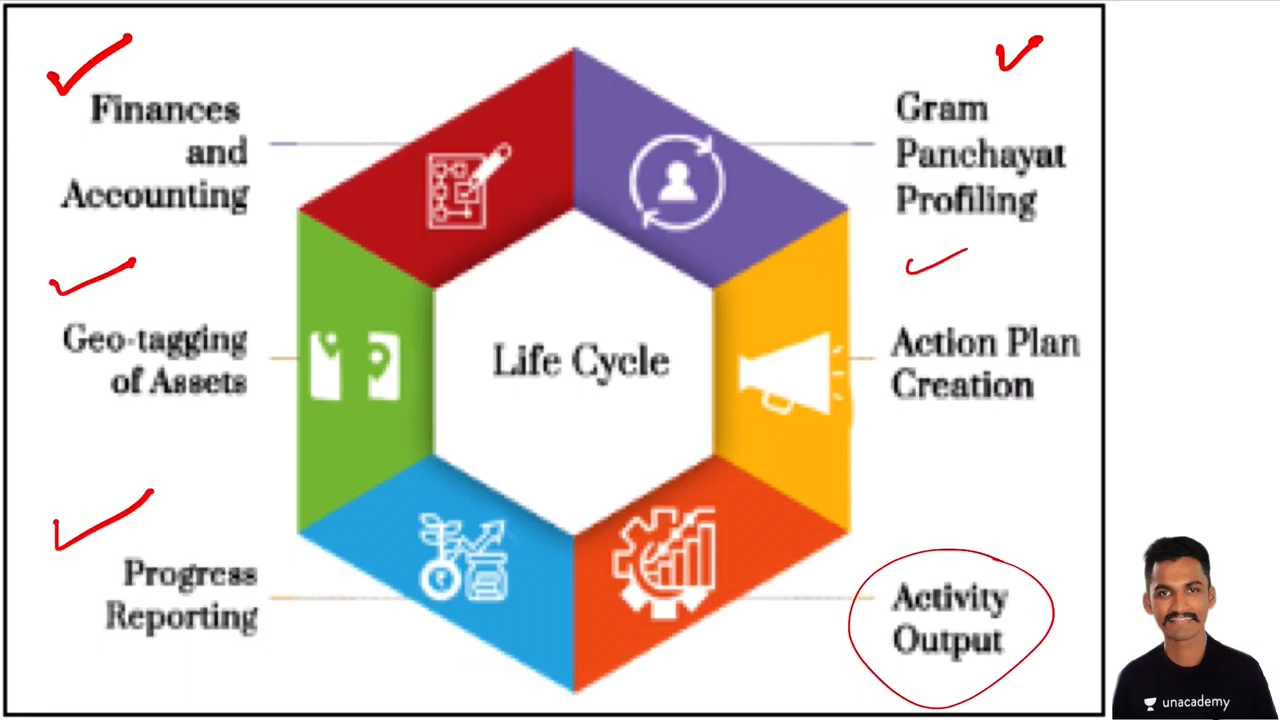 Finances
and
Accounting
Gram
Panchayat
Profiling
Geo-tagging
of Assets
Life Cycle
Action Plan
Creation
Progress
Reporting
Activity
Output
unacademy